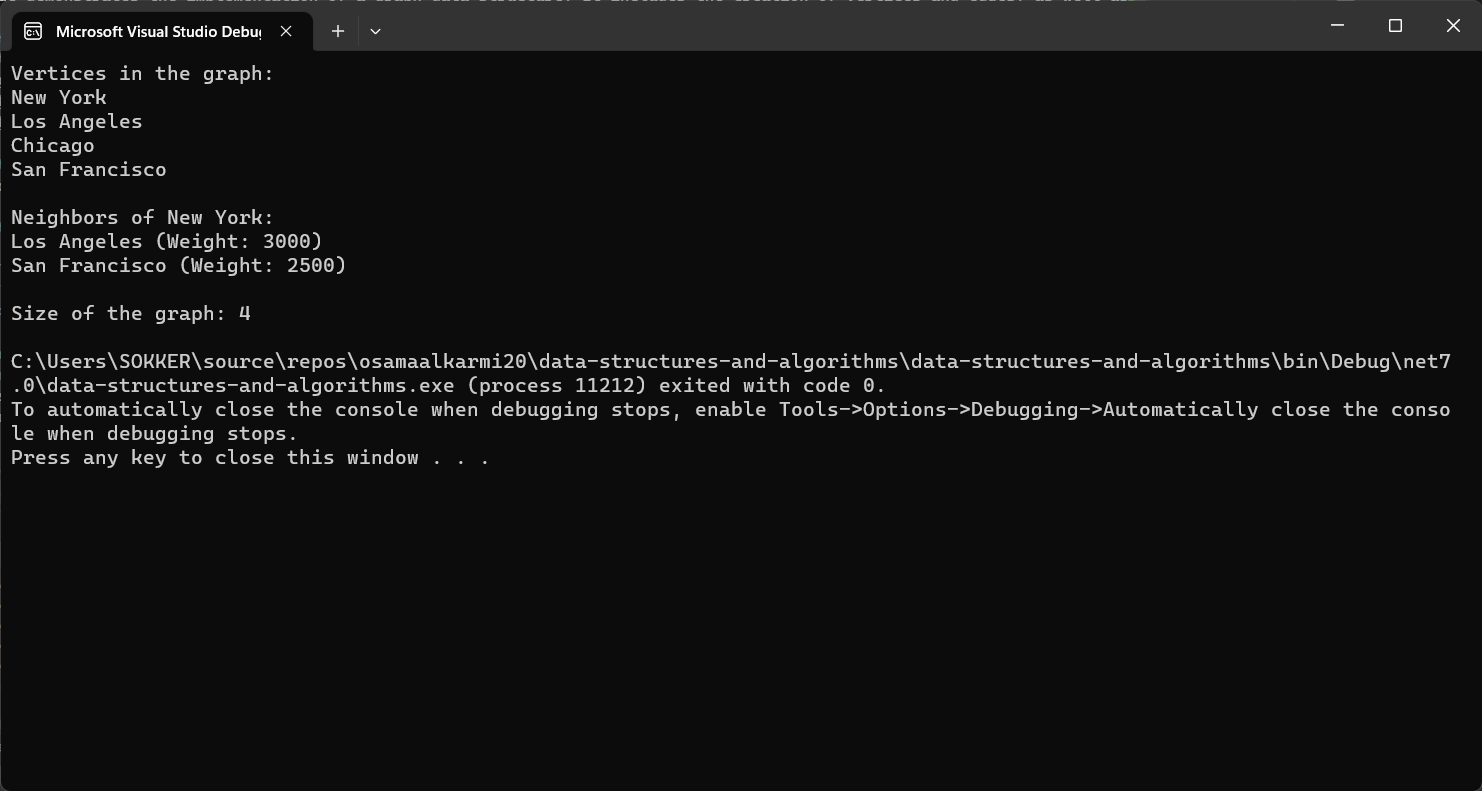 Microsoft Visual Studio Debug
Vertices in the graph:
New York
Los Angeles
Chicago
San Francisco
Neighbors of New York:
Los Angeles (Weight: 3000)
San Francisco (Weight: 2500)
Size of the graph: 4
C:\Users\SOKKER\source\repos\osamaalkarmi20\data-structures-and-algorithms\data-structures-and-algorithms\bin\Debug\net7
.0\data-structures-and-algorithms.exe (process 11212) exited with code 0.
To automatically close the console when debugging stops, enable Tools->Options->Debugging->Automatically close the conso
le when debugging stops.
Press any key to close this window . . .